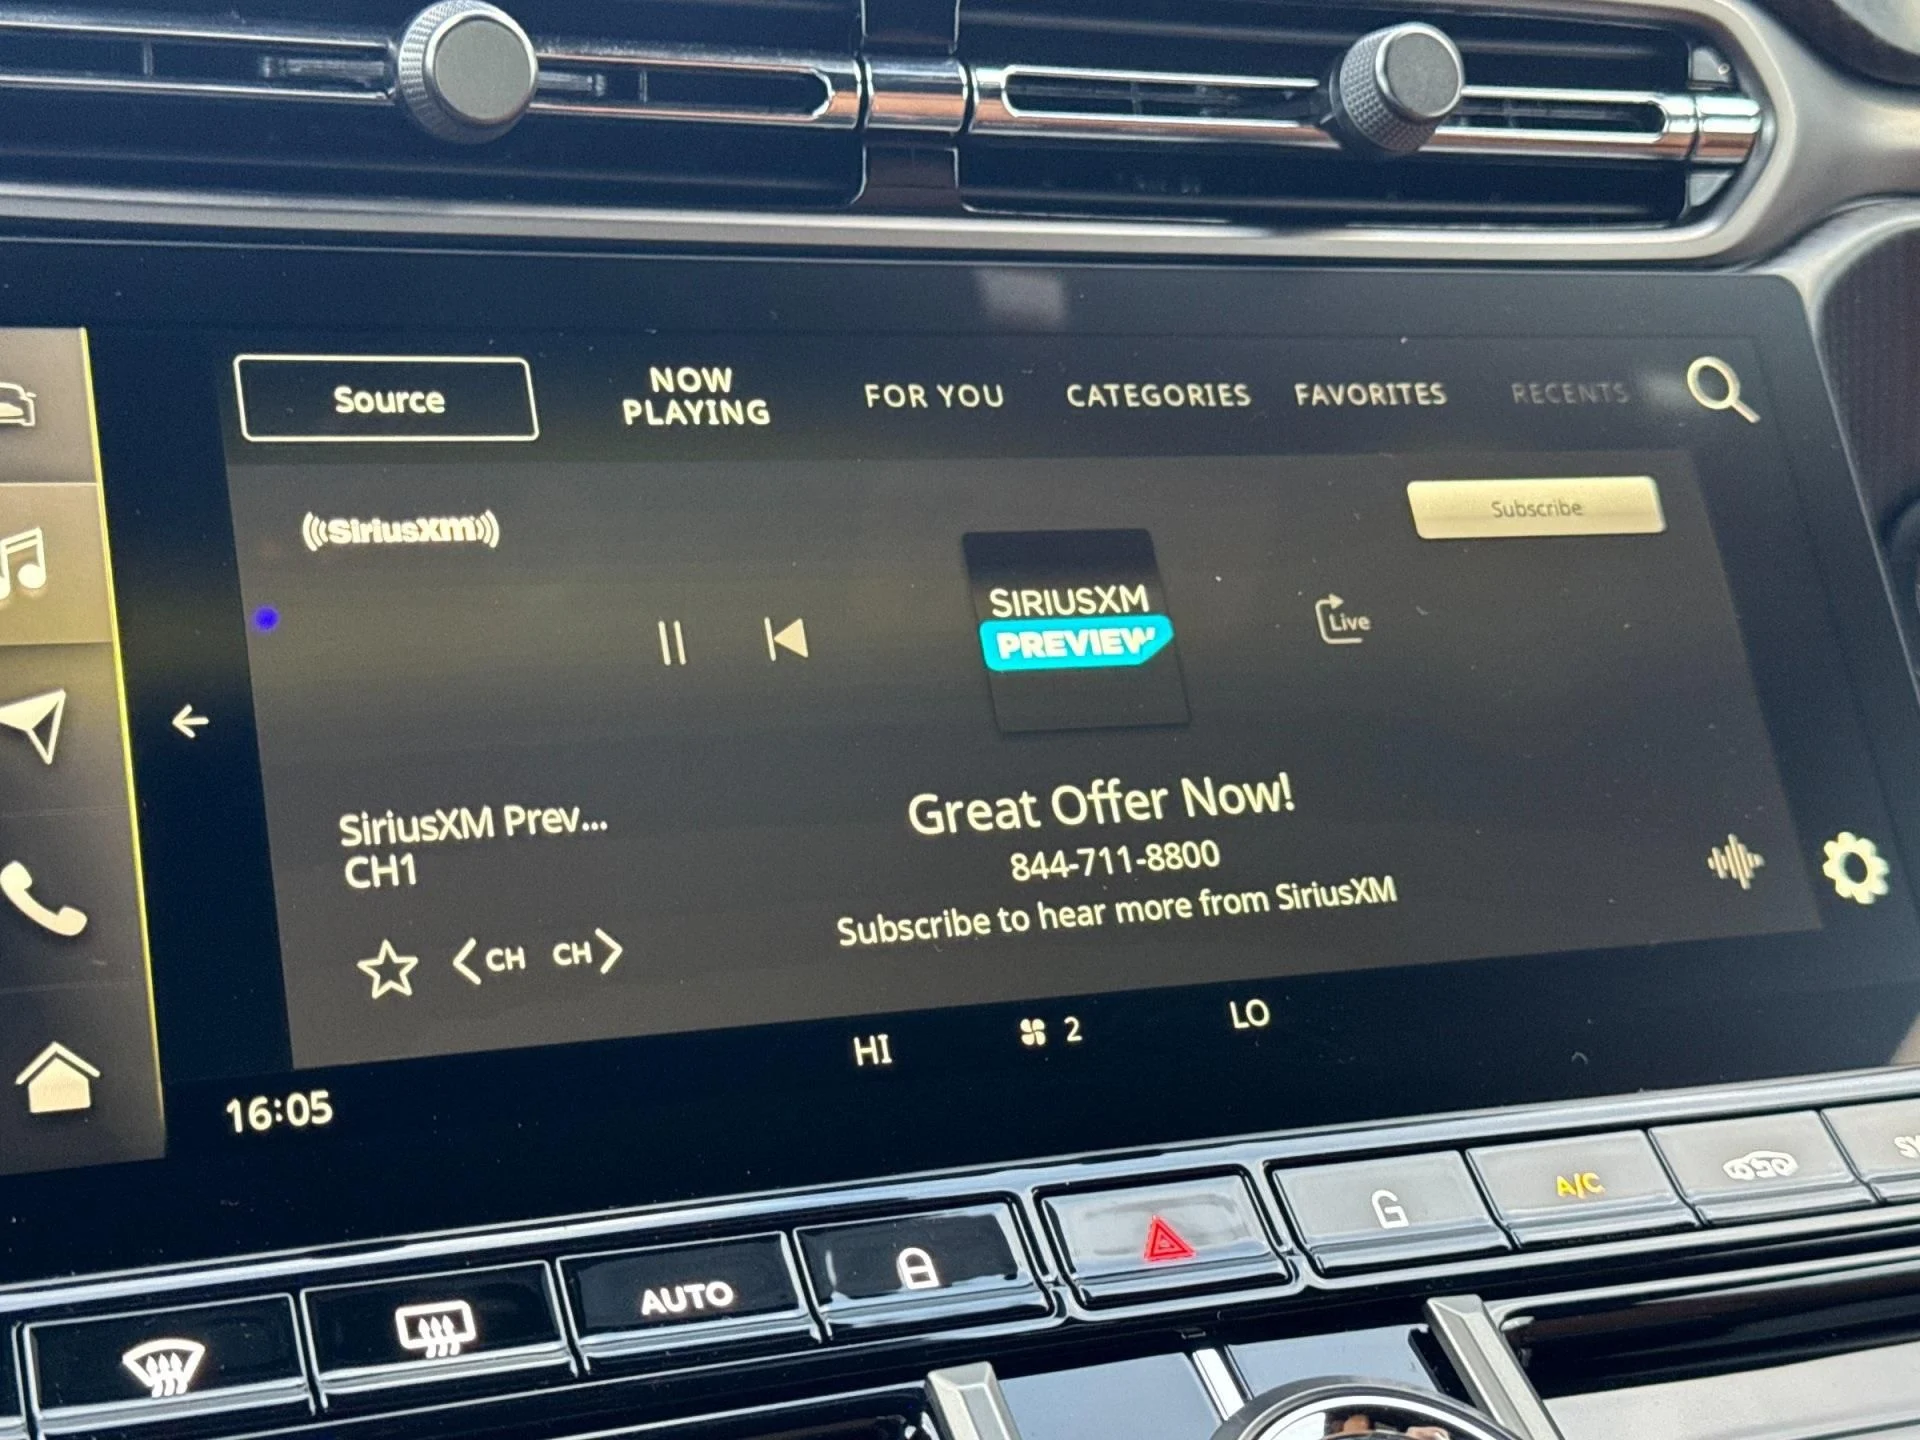 Source
NOW
PLAYING
FOR YOU
CATEGORIES
FAVORITES
RECENTS
((SiriusXM))
Subscribe
SIRIUSXM
PREVIEW
Live
SiriusXM Prev...
CH1
Great Offer Now!
844-711-8800
Subscribe to hear more from SiriusXM
CH
CH
HI
2
LO
16:05
AUTO
A/C